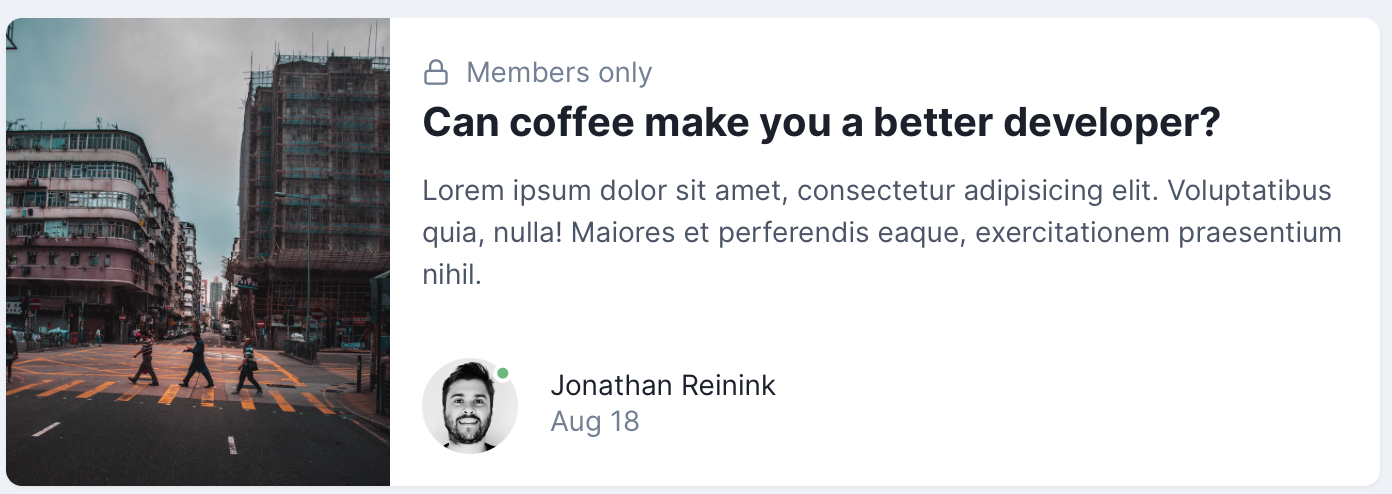 Members only
Can coffee make you a better developer?
Lorem ipsum dolor sit amet, consectetur adipisicing elit. Voluptatibus
quia, nulla! Maiores et perferendis eaque, exercitationem praesentium
nihil.
Jonathan Reinink
Aug 18